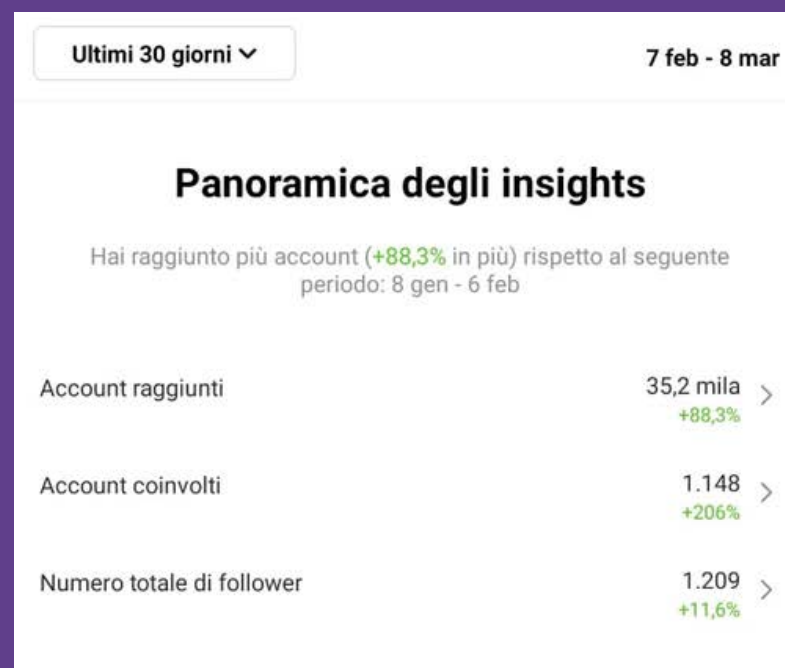 Ultimi 30 giorni
7 feb - 8 mar
Panoramica degli insights
Hai raggiunto più account (+88,3% in più) rispetto al seguente
periodo: 8 gen - 6 feb
Account raggiunti
35,2 mila
+88,3%
Account coinvolti
1.148
+206%
Numero totale di follower
1.209
+11,6%